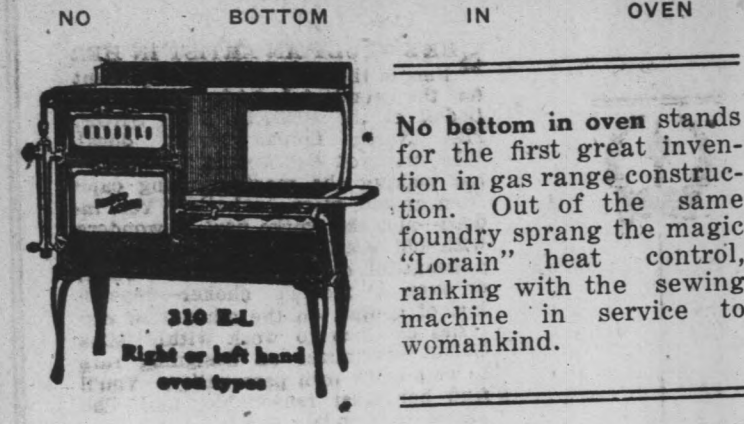 NO BOTTOM IN OVEN
310 E-L
Right or left hand
oven types
No bottom in oven stands
for the first great inven-
tion in gas range construc-
tion. Out of the same
foundry sprang the magic
“Lorain” heat control,
ranking with the sewing
machine in service to
womankind.